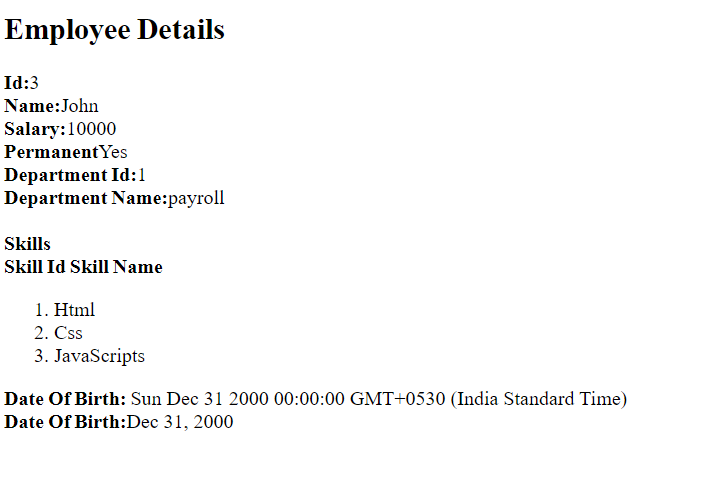 Employee Details
Id:3
Name:John
Salary:10000
PermanentYes
Department Id:1
Department Name:payroll
Skills
Skill Id Skill Name
1. Html
2. Css
3. JavaScripts
Date Of Birth: Sun Dec 31 2000 00:00:00 GMT+0530 (India Standard Time)
Date Of Birth:Dec 31, 2000